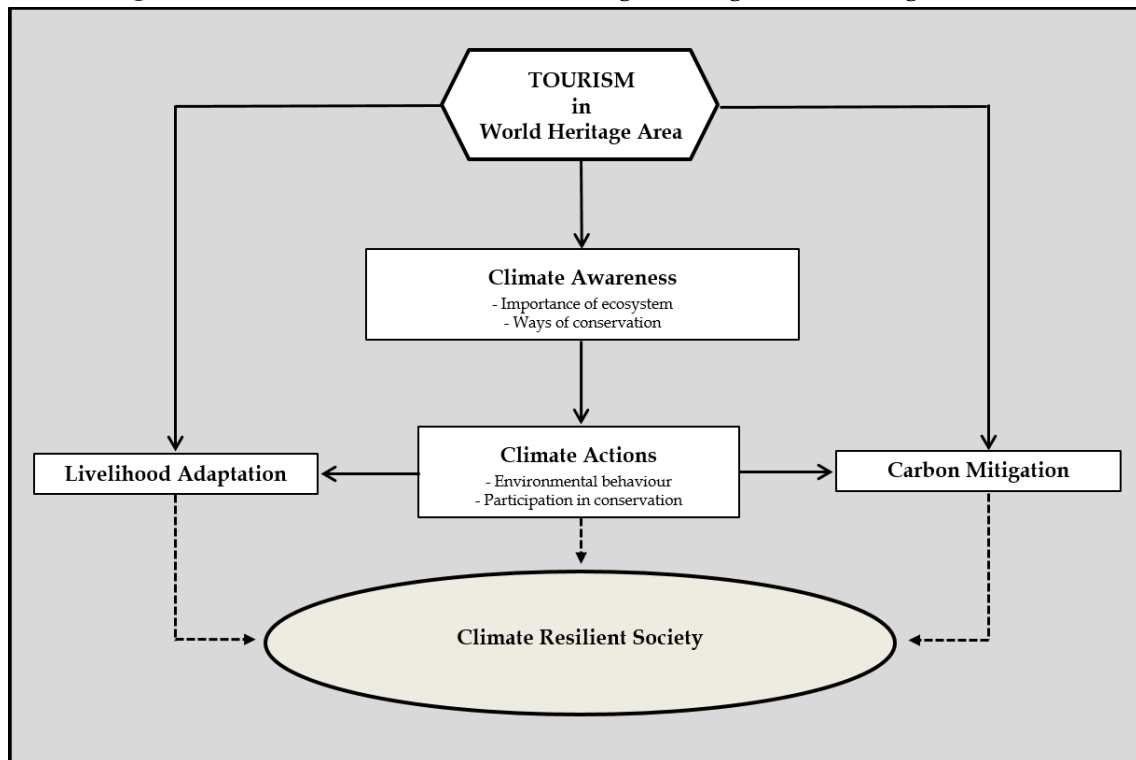 TOURISM
in
World Heritage Area
Climate Awareness
- Importance of ecosystem
- Ways of conservation
Livelihood Adaptation
Climate Actions
- Environmental behaviour
- Participation in conservation
Carbon Mitigation
Climate Resilient Society